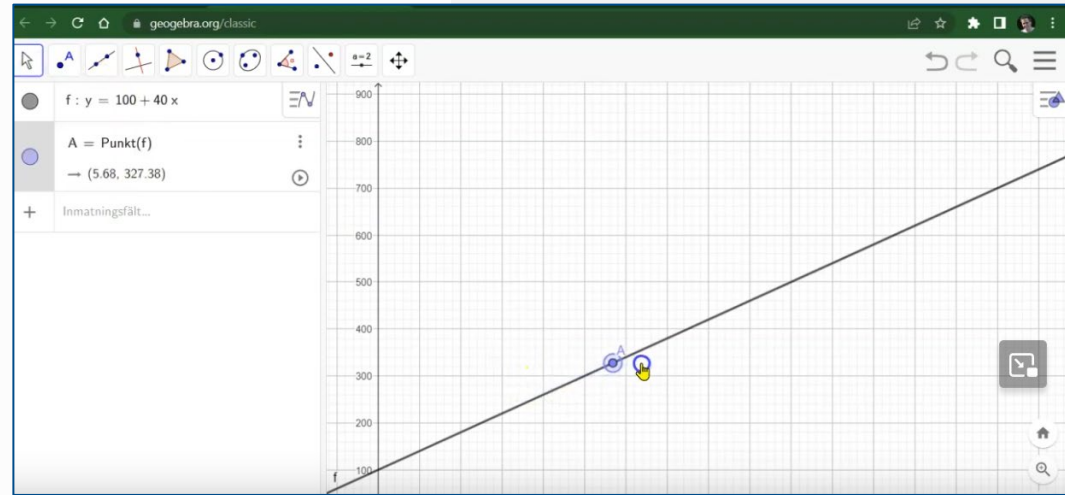 geogebra.org/classic
A
a=2
f : y = 100 + 40 x
A = Punkt(f)
→ (5.68, 327.38)
+ Inmatningsfält...
900
800
700
600
500
400
300
200
100
A
f